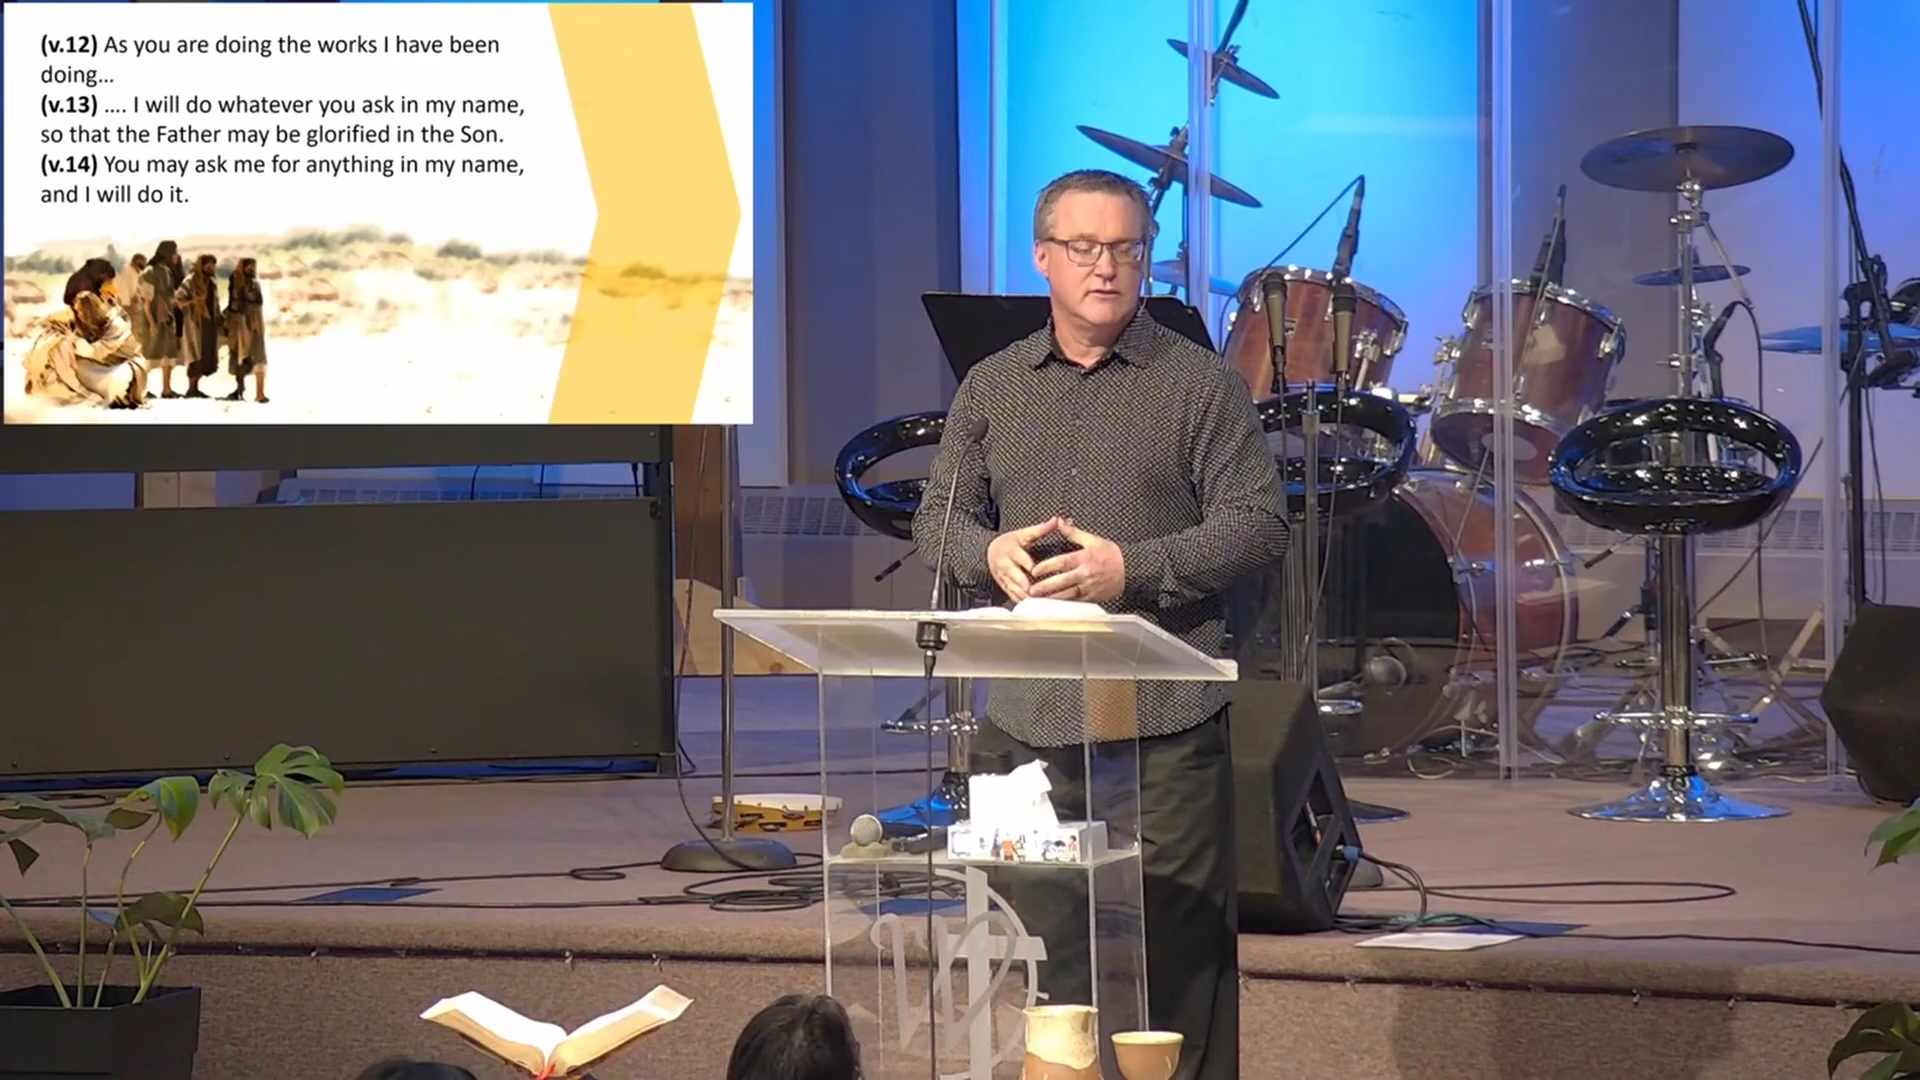 (v.12) As you are doing the works I have been
doing...
(v.13) .... I will do whatever you ask in my name,
so that the Father may be glorified in the Son.
(v.14) You may ask me for anything in my name,
and I will do it.